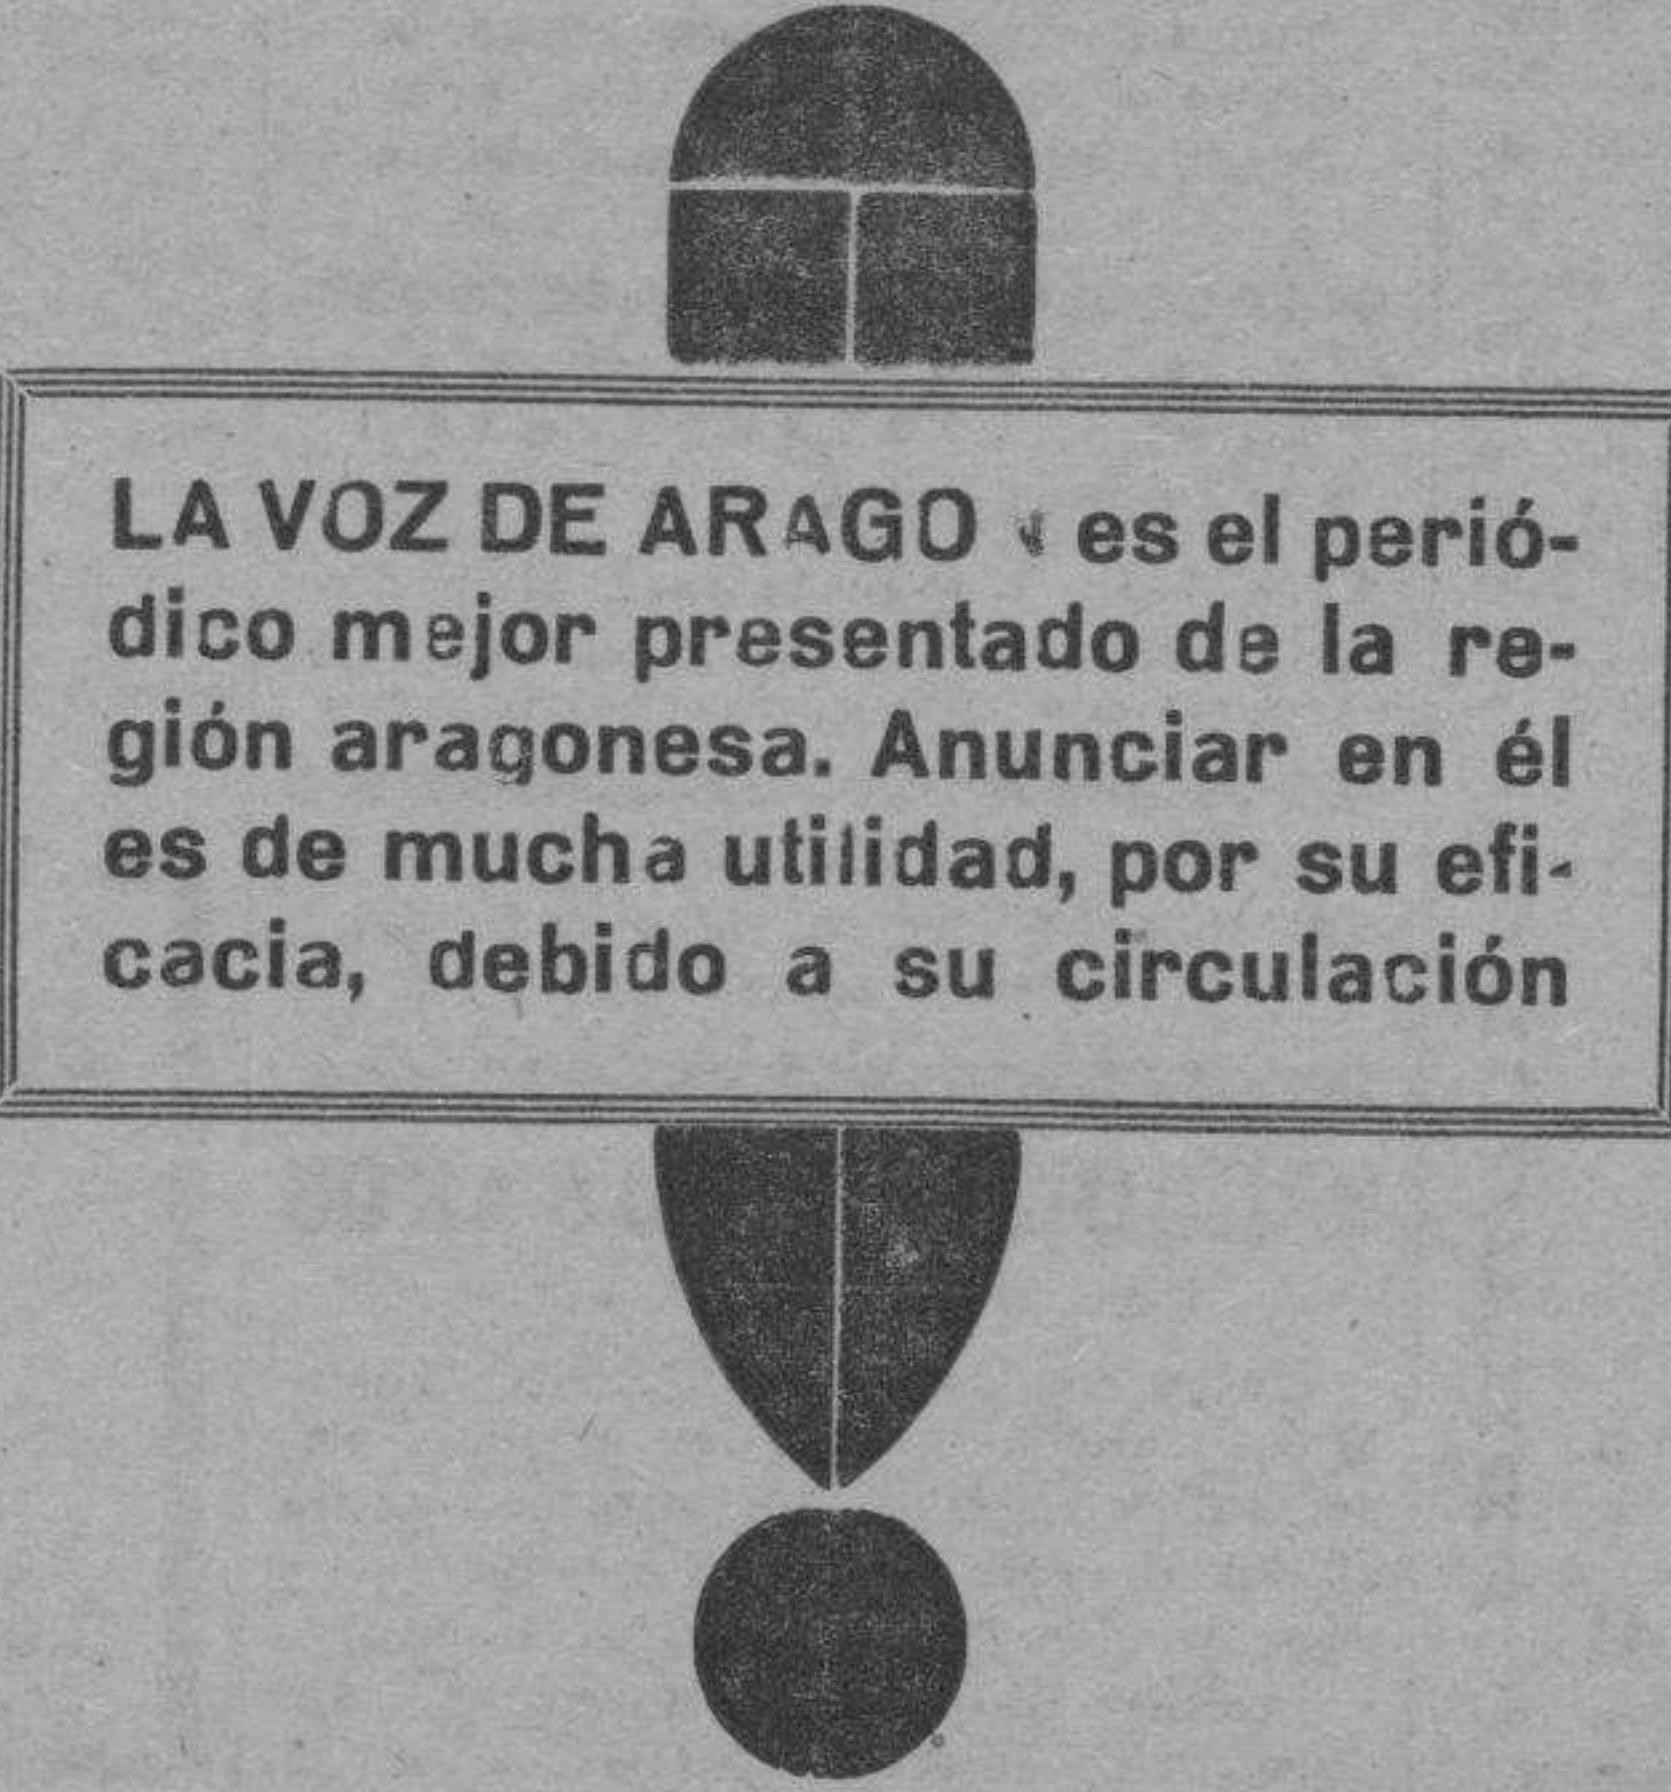 LA VOZ DE ARAGON es el perió-
dico mejor presentado de la re-
gión aragonesa. Anunciar en él
es de mucha utilidad, por su efi-
cacia, debido a su circulación